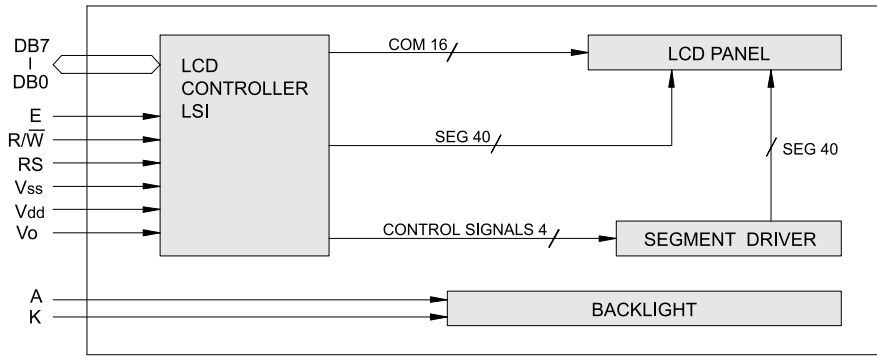 DB7
DB0
E
R/W̅
RS
Vss
Vdd
Vo
LCD
CONTROLLER
LSI
COM 16
LCD PANEL
SEG 40
SEG 40
CONTROL SIGNALS 4
SEGMENT DRIVER
A
K
BACKLIGHT